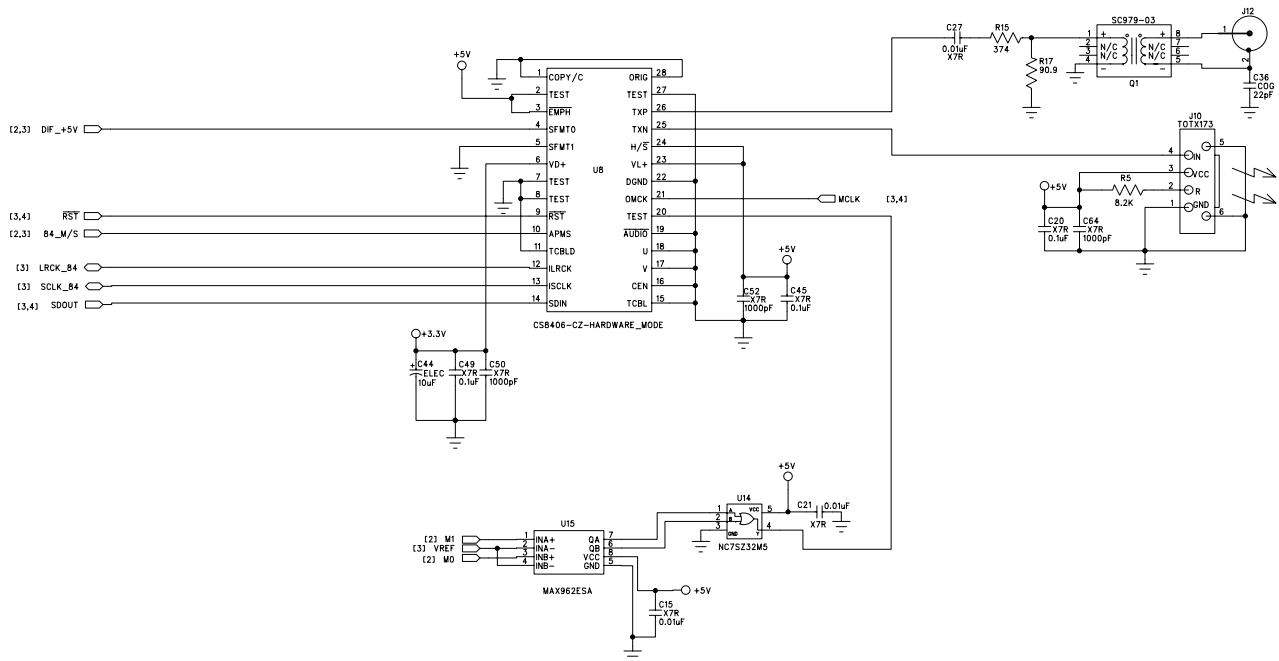 J12
SC979-03
C27
0.01uF
X7R
R15
374
R17
90.9
1 + 8
2 N/C 7
3 N/C 6
4 - 5
Q1
1
2
C36
COG
22pF
J10
TOTX173
4 IN 5
3 VCC
2 R
1 GND 6
R5
8.2K
+5V
C20
X7R
0.1uF
C64
X7R
1000pF
+5V
1 COPY/C ORIG 28
2 TEST TEST 27
3 EMPH TXP 26
4 SFMT0 TXN 25
5 SFMT1 H/S 24
6 VD+ VL+ 23
7 TEST DGND 22
8 TEST OMCK 21
9 RST TEST 20
10 APMS AUDIO 19
11 TCBLD U 18
12 ILRCK V 17
13 ISCLK CEN 16
14 SDIN TCBL 15
U8
CS8406-CZ-HARDWARE_MODE
[2,3] DIF_+5V
[3,4] RST
[2,3] 84_M/S
[3] LRCK_84
[3] SCLK_84
[3,4] SDOUT
MCLK [3,4]
+5V
C52
X7R
1000pF
C45
X7R
0.1uF
+3.3V
C44
ELEC
10uF
+
C49
X7R
0.1uF
C50
X7R
1000pF
+5V
U14
1 A VCC 5
2 B
3 GND Y 4
NC7SZ32M5
C21
0.01uF
X7R
U15
[2] M1 1 INA+ QA 7
[3] VREF 2 INA- QB 6
[2] M0 3 INB+ VCC 8
4 INB- GND 5
MAX962ESA
+5V
C15
X7R
0.01uF